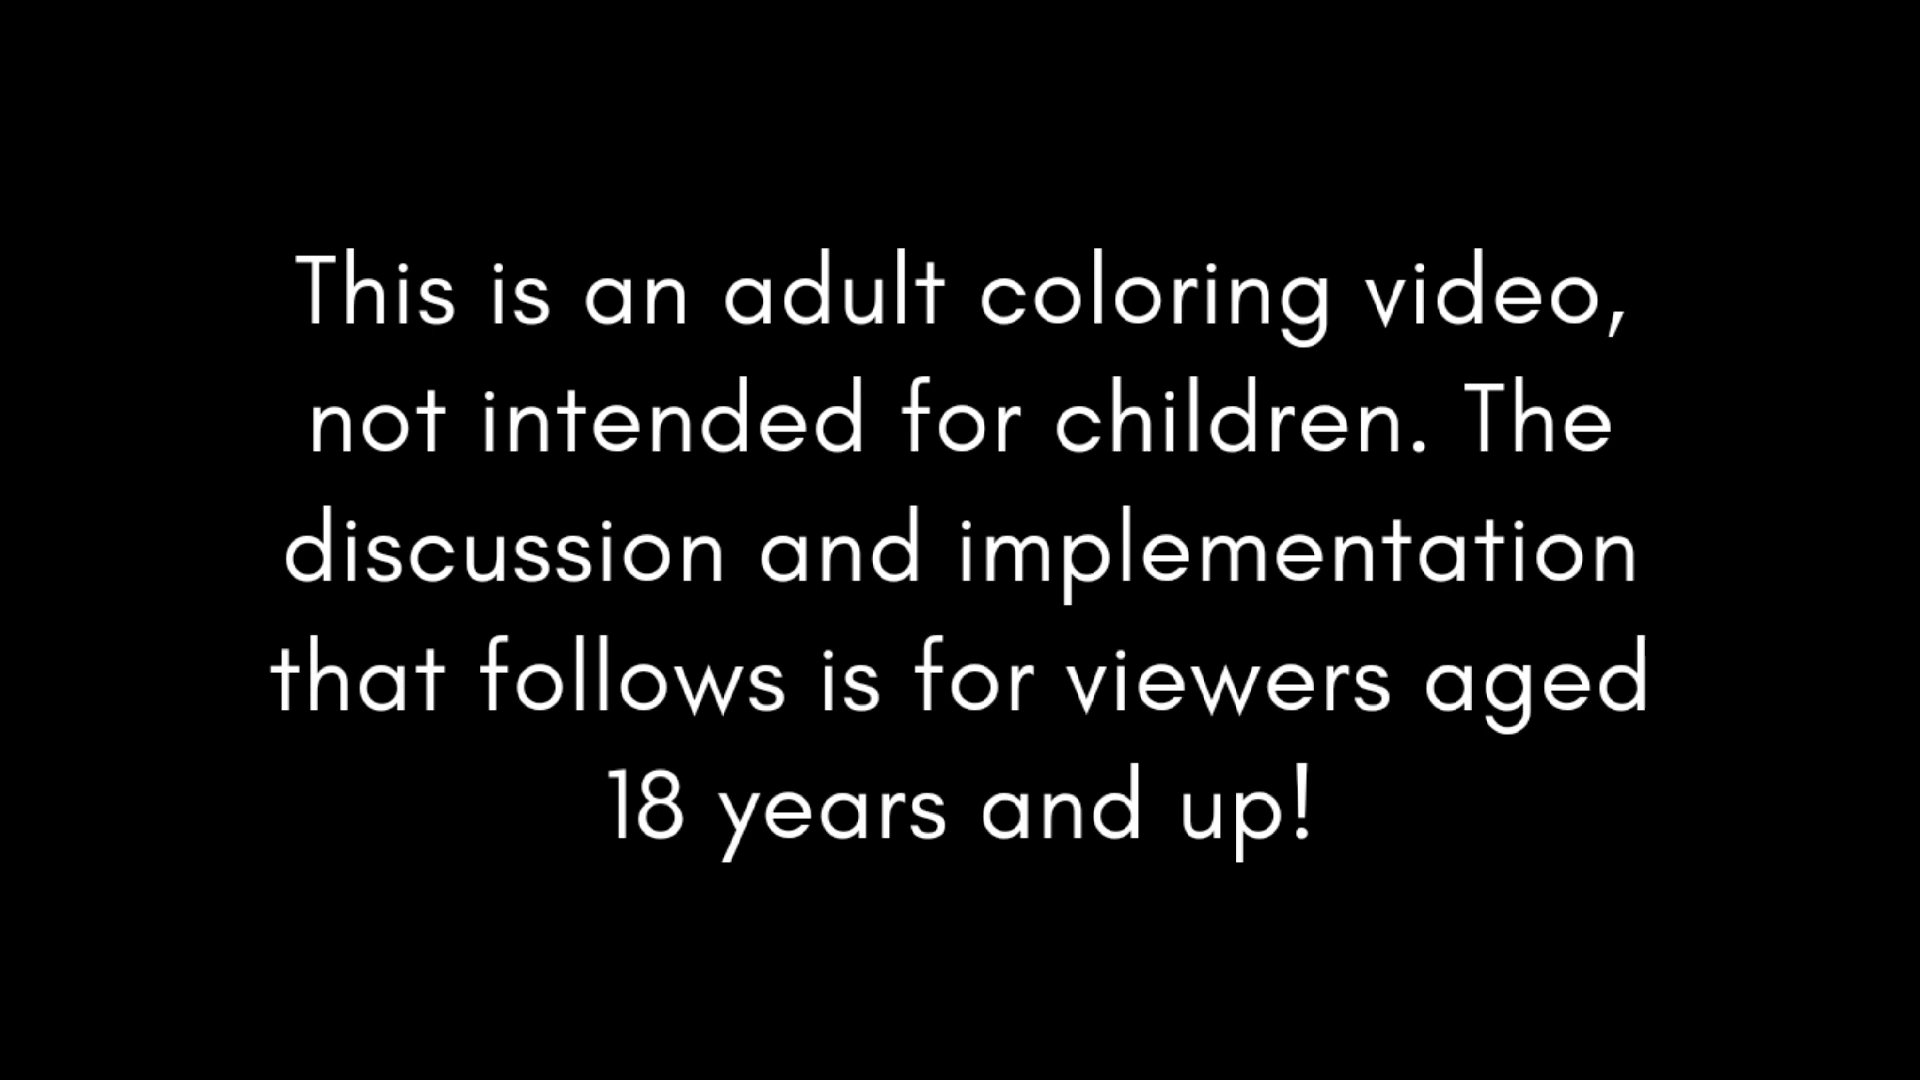 This is an adult coloring video,
not intended for children. The
discussion and implementation
that follows is for viewers aged
18 years and up!